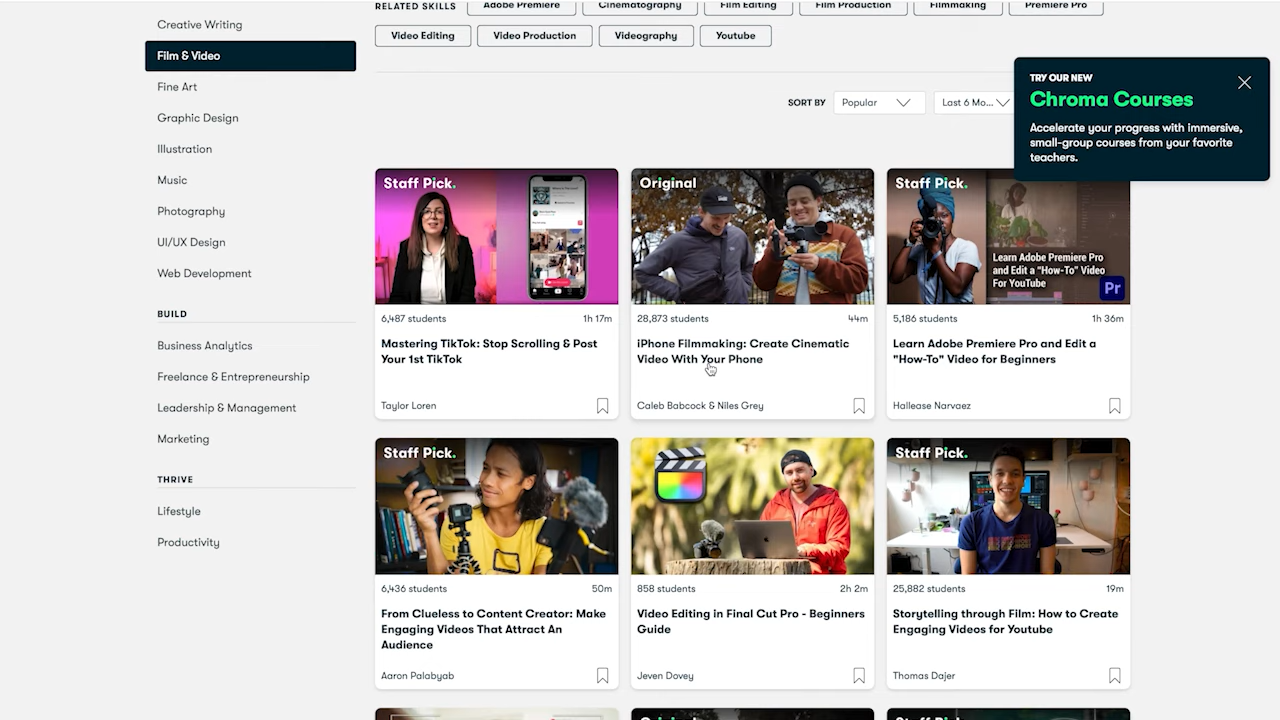 Creative Writing
Film & Video
Fine Art
Graphic Design
Illustration
Music
Photography
UI/UX Design
Web Development
BUILD
Business Analytics
Freelance & Entrepreneurship
Leadership & Management
Marketing
THRIVE
Lifestyle
Productivity
RELATED SKILLS
Adobe Premiere
Cinematography
Film Editing
Film Production
Filmmaking
Premiere Pro
Video Editing
Video Production
Videography
Youtube
SORT BY
Popular
Last 6 Mo...
TRY OUR NEW
Chroma Courses
Accelerate your progress with immersive,
small-group courses from your favorite
teachers.
Staff Pick.
6,487 students
1h 17m
Mastering TikTok: Stop Scrolling & Post
Your 1st TikTok
Taylor Loren
Original
28,873 students
44m
iPhone Filmmaking: Create Cinematic
Video With Your Phone
Caleb Babcock & Niles Grey
Staff Pick.
Learn Adobe Premiere Pro
and Edit a "How-To" Video
For YouTube
Pr
5,186 students
1h 36m
Learn Adobe Premiere Pro and Edit a
"How-To" Video for Beginners
Hallease Narvaez
Staff Pick.
6,436 students
50m
From Clueless to Content Creator: Make
Engaging Videos That Attract An
Audience
Aaron Palabyab
858 students
2h 2m
Video Editing in Final Cut Pro - Beginners
Guide
Jeven Dovey
Staff Pick.
25,882 students
19m
Storytelling through Film: How to Create
Engaging Videos for Youtube
Thomas Dajer
Original
Staff Pick.